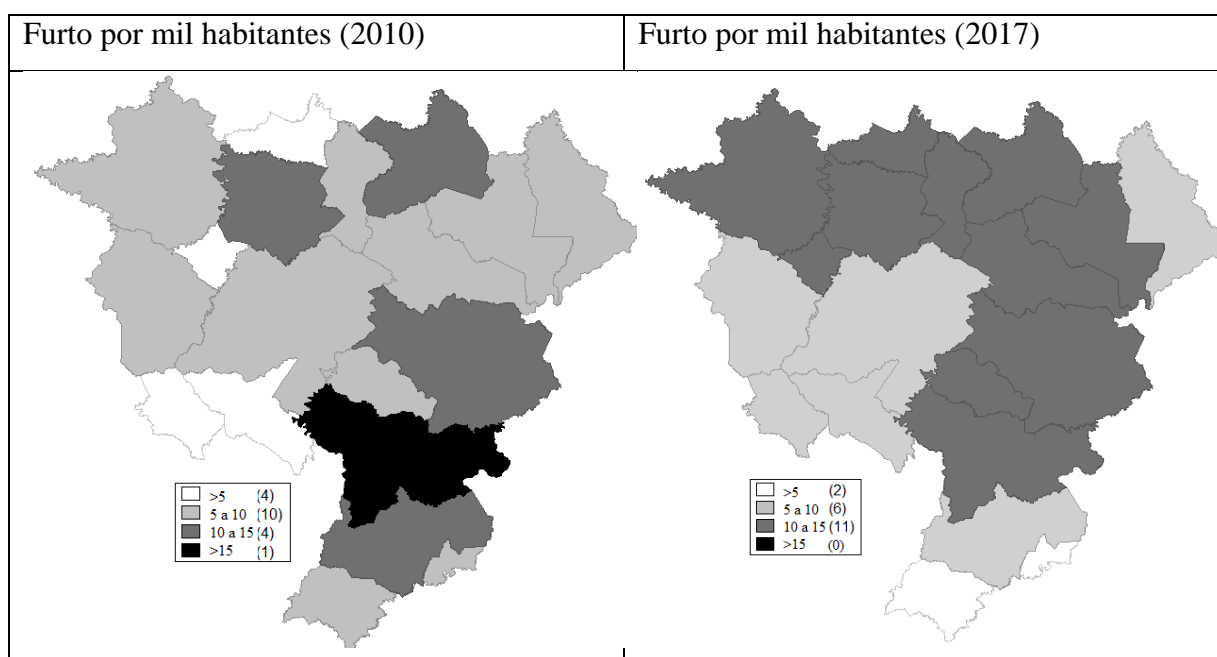 Furto por mil habitantes (2010)
Furto por mil habitantes (2017)
>5 (4)
5 a 10 (10)
10 a 15 (4)
>15 (1)
>5 (2)
5 a 10 (6)
10 a 15 (11)
>15 (0)